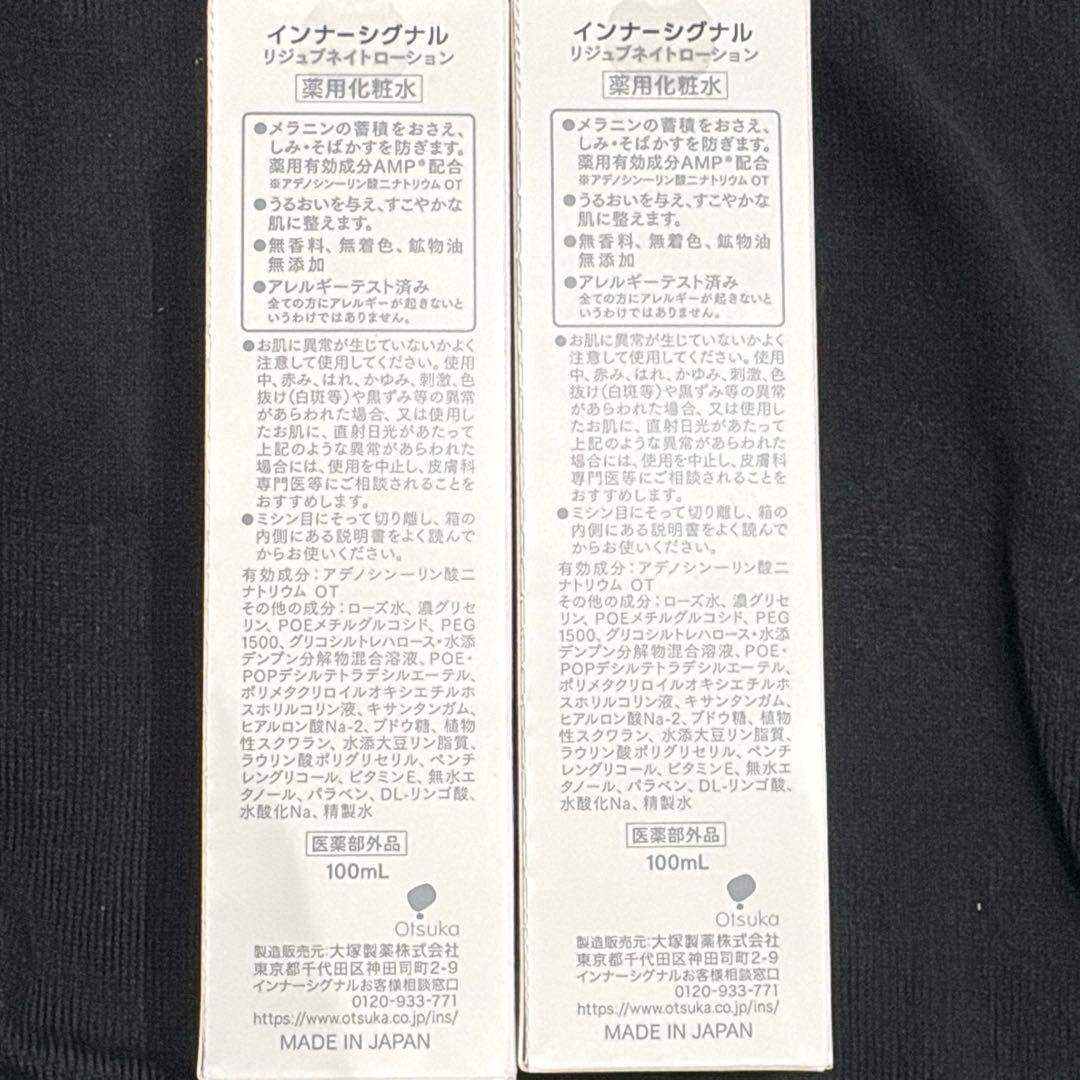 インナーシグナル
リジュブネイトローション
薬用化粧水
●メラニンの蓄積をおさえ、
しみ・そばかすを防ぎます。
薬用有効成分AMP※配合
※アデノシン一リン酸二ナトリウム OT
●うるおいを与え、すこやかな
肌に整えます。
●無香料、無着色、鉱物油
無添加
●アレルギーテスト済み
全ての方にアレルギーが起きないと
いうわけではありません。
●お肌に異常が生じていないかよく
注意して使用してください。使用
中、赤み、はれ、かゆみ、刺激、色
抜け(白斑等)や黒ずみ等の異常
があらわれた場合、又は使用し
たお肌に、直射日光があたって
上記のような異常があらわれた
場合には、使用を中止し、皮膚科
専門医等にご相談されることを
おすすめします。
●ミシン目にそって切り離し、箱の
内側にある説明書をよく読んで
からお使いください。
有効成分：アデノシン一リン酸二
ナトリウム OT
その他の成分：ローズ水、濃グリセ
リン、POEメチルグルコシド、PEG
1500、グリコシルトレハロース・水添
デンプン分解物混合溶液、POE・
POPデシルテトラデシルエーテル、
ポリメタクリロイルオキシエチルホ
スホリルコリン液、キサンタンガム、
ヒアルロン酸Na-2、ブドウ糖、植物
性スクワラン、水添大豆リン脂質、
ラウリン酸ポリグリセリル、ペンチ
レングリコール、ビタミンE、無水エ
タノール、パラベン、DL-リンゴ酸、
水酸化Na、精製水
医薬部外品
100mL
Otsuka
製造販売元：大塚製薬株式会社
東京都千代田区神田司町2-9
インナーシグナルお客様相談窓口
0120-933-771
https://www.otsuka.co.jp/ins/
MADE IN JAPAN
インナーシグナル
リジュブネイトローション
薬用化粧水
●メラニンの蓄積をおさえ、
しみ・そばかすを防ぎます。
薬用有効成分AMP※配合
※アデノシン一リン酸二ナトリウム OT
●うるおいを与え、すこやかな
肌に整えます。
●無香料、無着色、鉱物油
無添加
●アレルギーテスト済み
全ての方にアレルギーが起きないと
いうわけではありません。
●お肌に異常が生じていないかよく
注意して使用してください。使用
中、赤み、はれ、かゆみ、刺激、色
抜け(白斑等)や黒ずみ等の異常
があらわれた場合、又は使用し
たお肌に、直射日光があたって
上記のような異常があらわれた
場合には、使用を中止し、皮膚科
専門医等にご相談されることを
おすすめします。
●ミシン目にそって切り離し、箱の
内側にある説明書をよく読んで
からお使いください。
有効成分：アデノシン一リン酸二
ナトリウム OT
その他の成分：ローズ水、濃グリセ
リン、POEメチルグルコシド、PEG
1500、グリコシルトレハロース・水添
デンプン分解物混合溶液、POE・
POPデシルテトラデシルエーテル、
ポリメタクリロイルオキシエチルホ
スホリルコリン液、キサンタンガム、
ヒアルロン酸Na-2、ブドウ糖、植物
性スクワラン、水添大豆リン脂質、
ラウリン酸ポリグリセリル、ペンチ
レングリコール、ビタミンE、無水エ
タノール、パラベン、DL-リンゴ酸、
水酸化Na、精製水
医薬部外品
100mL
Otsuka
製造販売元：大塚製薬株式会社
東京都千代田区神田司町2-9
インナーシグナルお客様相談窓口
0120-933-771
https://www.otsuka.co.jp/ins/
MADE IN JAPAN